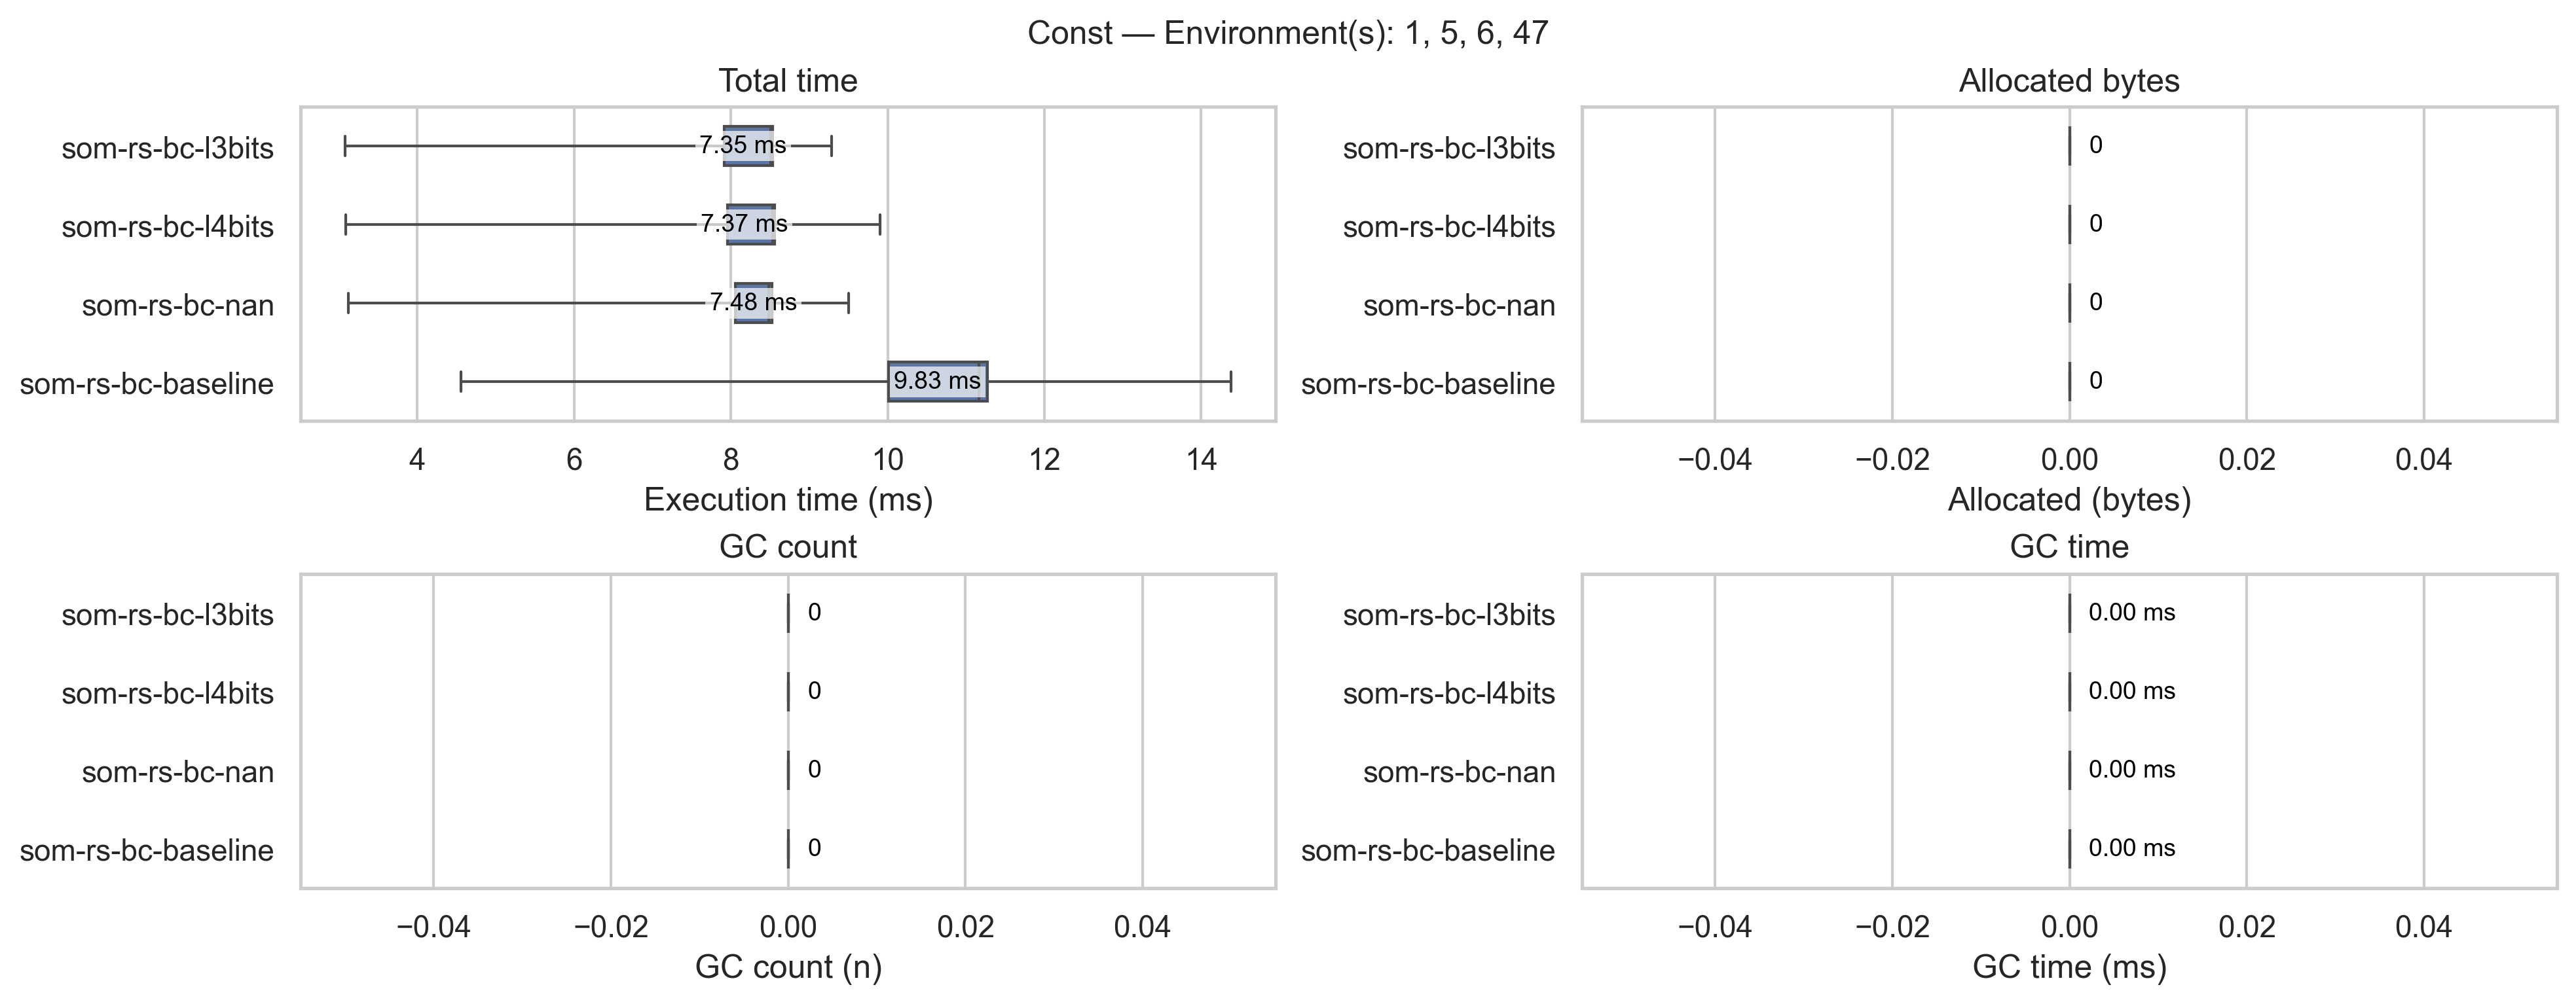 Const — Environment(s): 1, 5, 6, 47
Total time
som-rs-bc-l3bits
som-rs-bc-l4bits
som-rs-bc-nan
som-rs-bc-baseline
7.35 ms
7.37 ms
7.48 ms
9.83 ms
4 6 8 10 12 14
Execution time (ms)
Allocated bytes
som-rs-bc-l3bits
som-rs-bc-l4bits
som-rs-bc-nan
som-rs-bc-baseline
0
0
0
0
−0.04 −0.02 0.00 0.02 0.04
Allocated (bytes)
GC count
som-rs-bc-l3bits
som-rs-bc-l4bits
som-rs-bc-nan
som-rs-bc-baseline
0
0
0
0
−0.04 −0.02 0.00 0.02 0.04
GC count (n)
GC time
som-rs-bc-l3bits
som-rs-bc-l4bits
som-rs-bc-nan
som-rs-bc-baseline
0.00 ms
0.00 ms
0.00 ms
0.00 ms
−0.04 −0.02 0.00 0.02 0.04
GC time (ms)